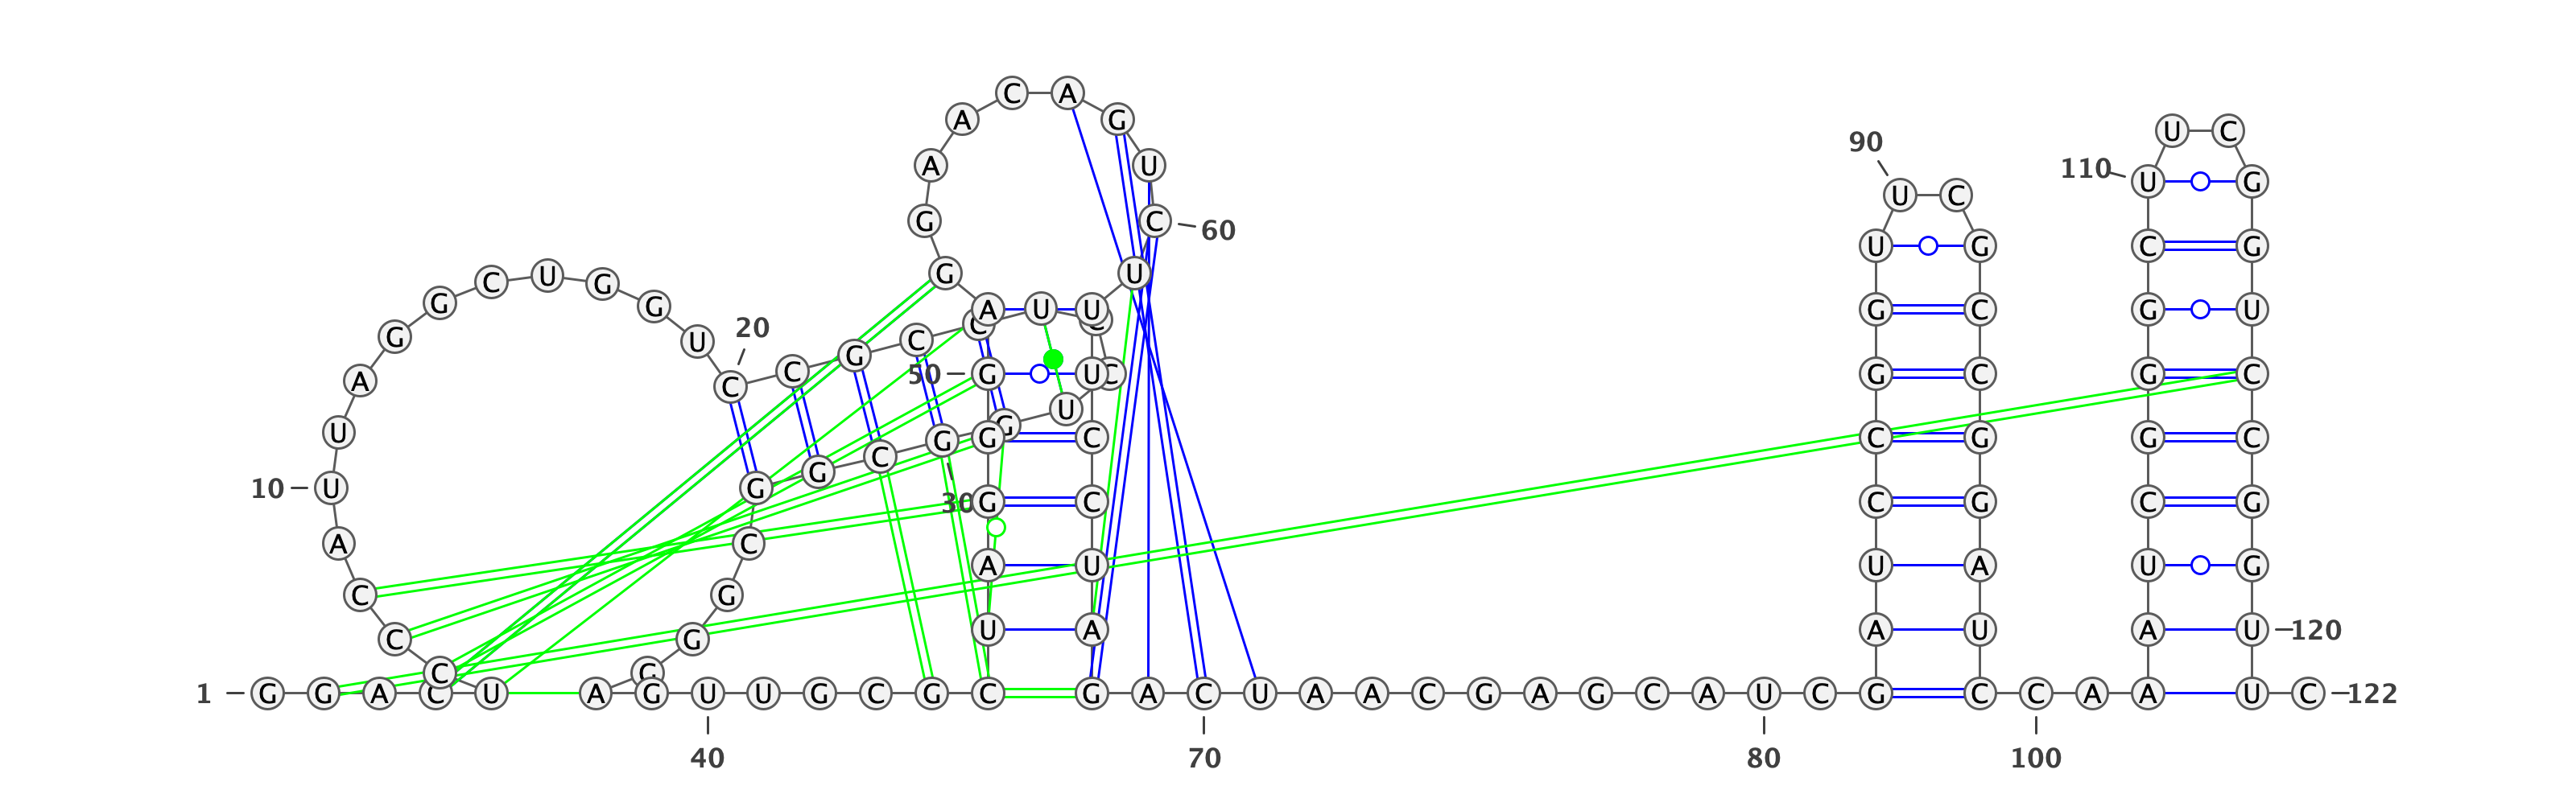 1
G G A C U
C C C A
10
U U A G G C U G G U
20
C C G C C U C C U G
30
G C G G C G G G A G
40
U U G C G C U A G G
50
G A G G A A C A G U
60
C U U U C C U A G A
70
C U A A C G A G C A
80
U C G A U C C G G U
90
U C G C C G G A U C
100
C A A A U C G G G C
110
U U C G G U C C G G
120
U U C
122